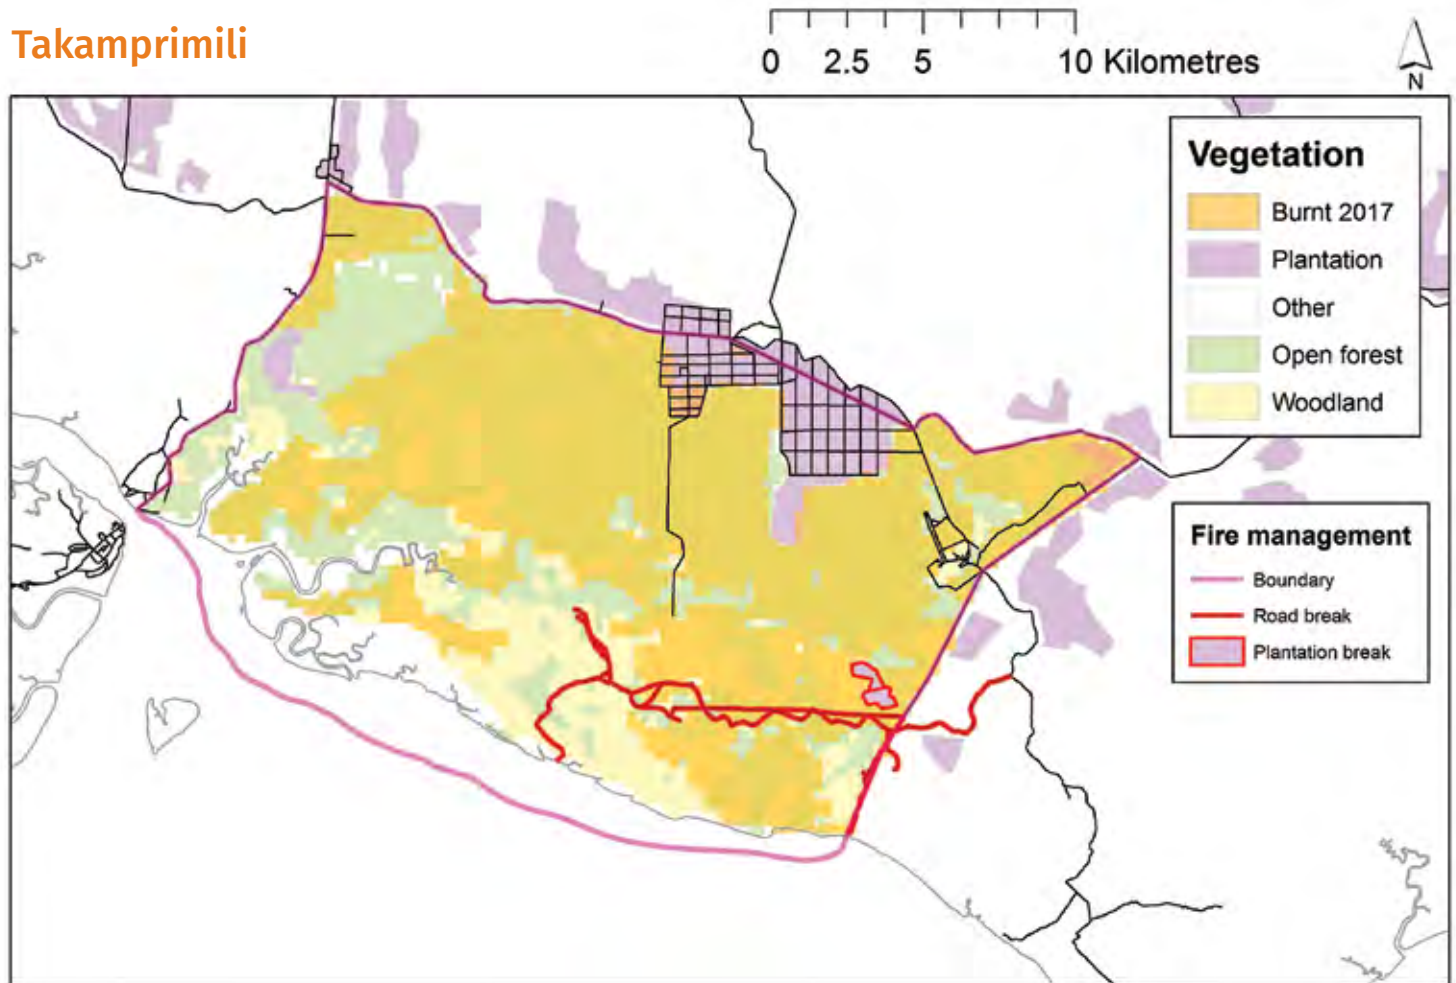 Takamprimili
0 2.5 5 10 Kilometres
N
Vegetation
Burnt 2017
Plantation
Other
Open forest
Woodland
Fire management
Boundary
Road break
Plantation break